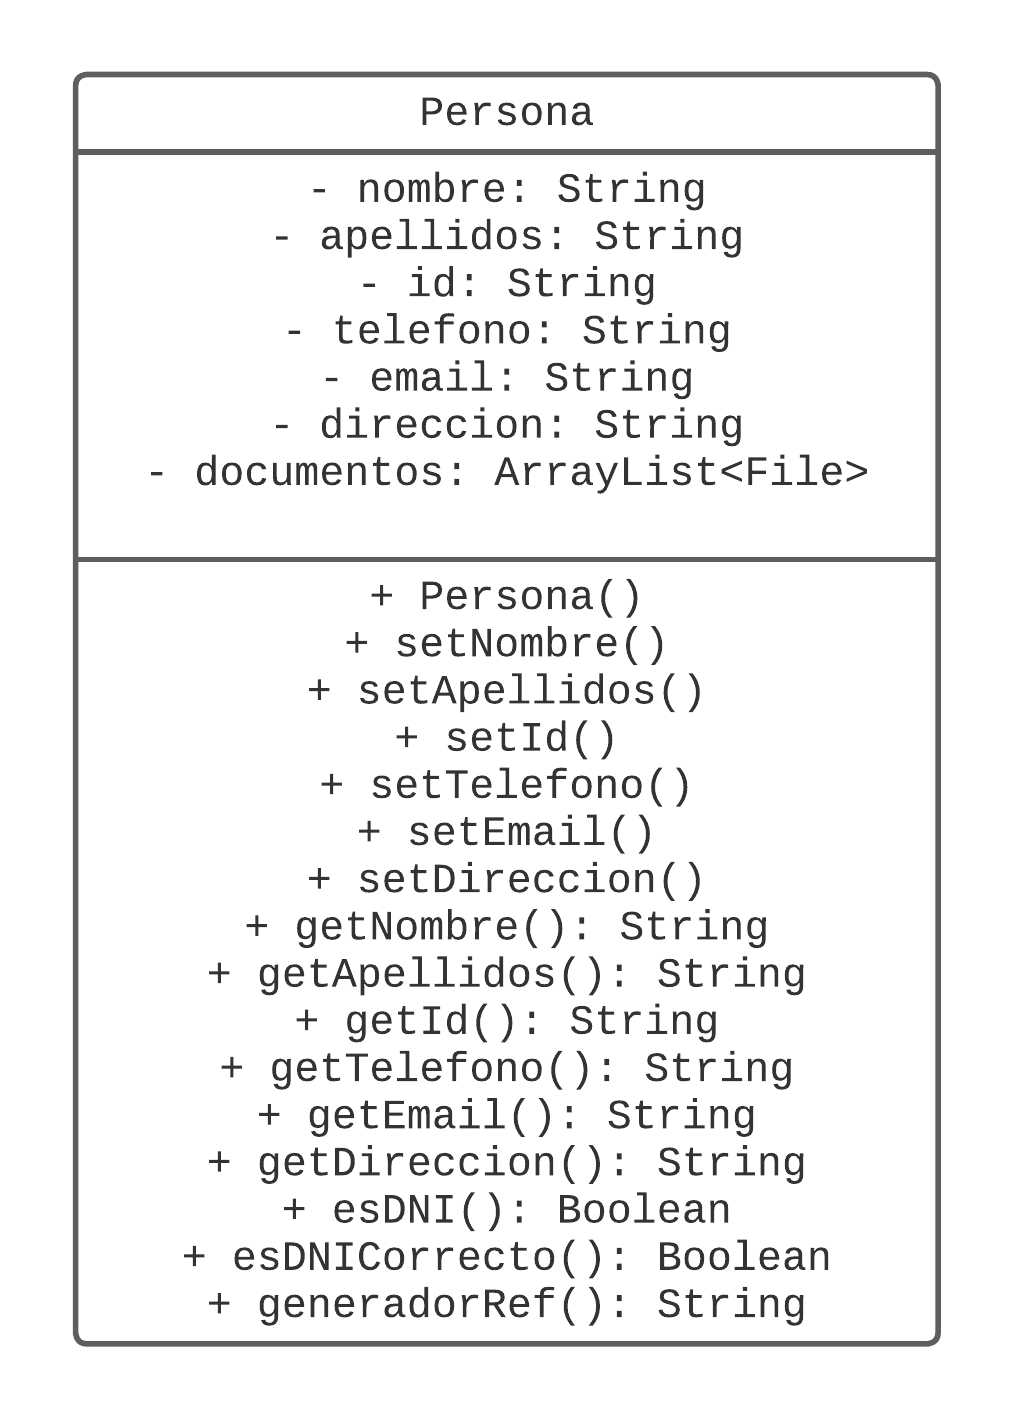 Persona
- nombre: String
- apellidos: String
- id: String
- telefono: String
- email: String
- direccion: String
- documentos: ArrayList<File>
+ Persona()
+ setNombre()
+ setApellidos()
+ setId()
+ setTelefono()
+ setEmail()
+ setDireccion()
+ getNombre(): String
+ getApellidos(): String
+ getId(): String
+ getTelefono(): String
+ getEmail(): String
+ getDireccion(): String
+ esDNI(): Boolean
+ esDNICorrecto(): Boolean
+ generadorRef(): String